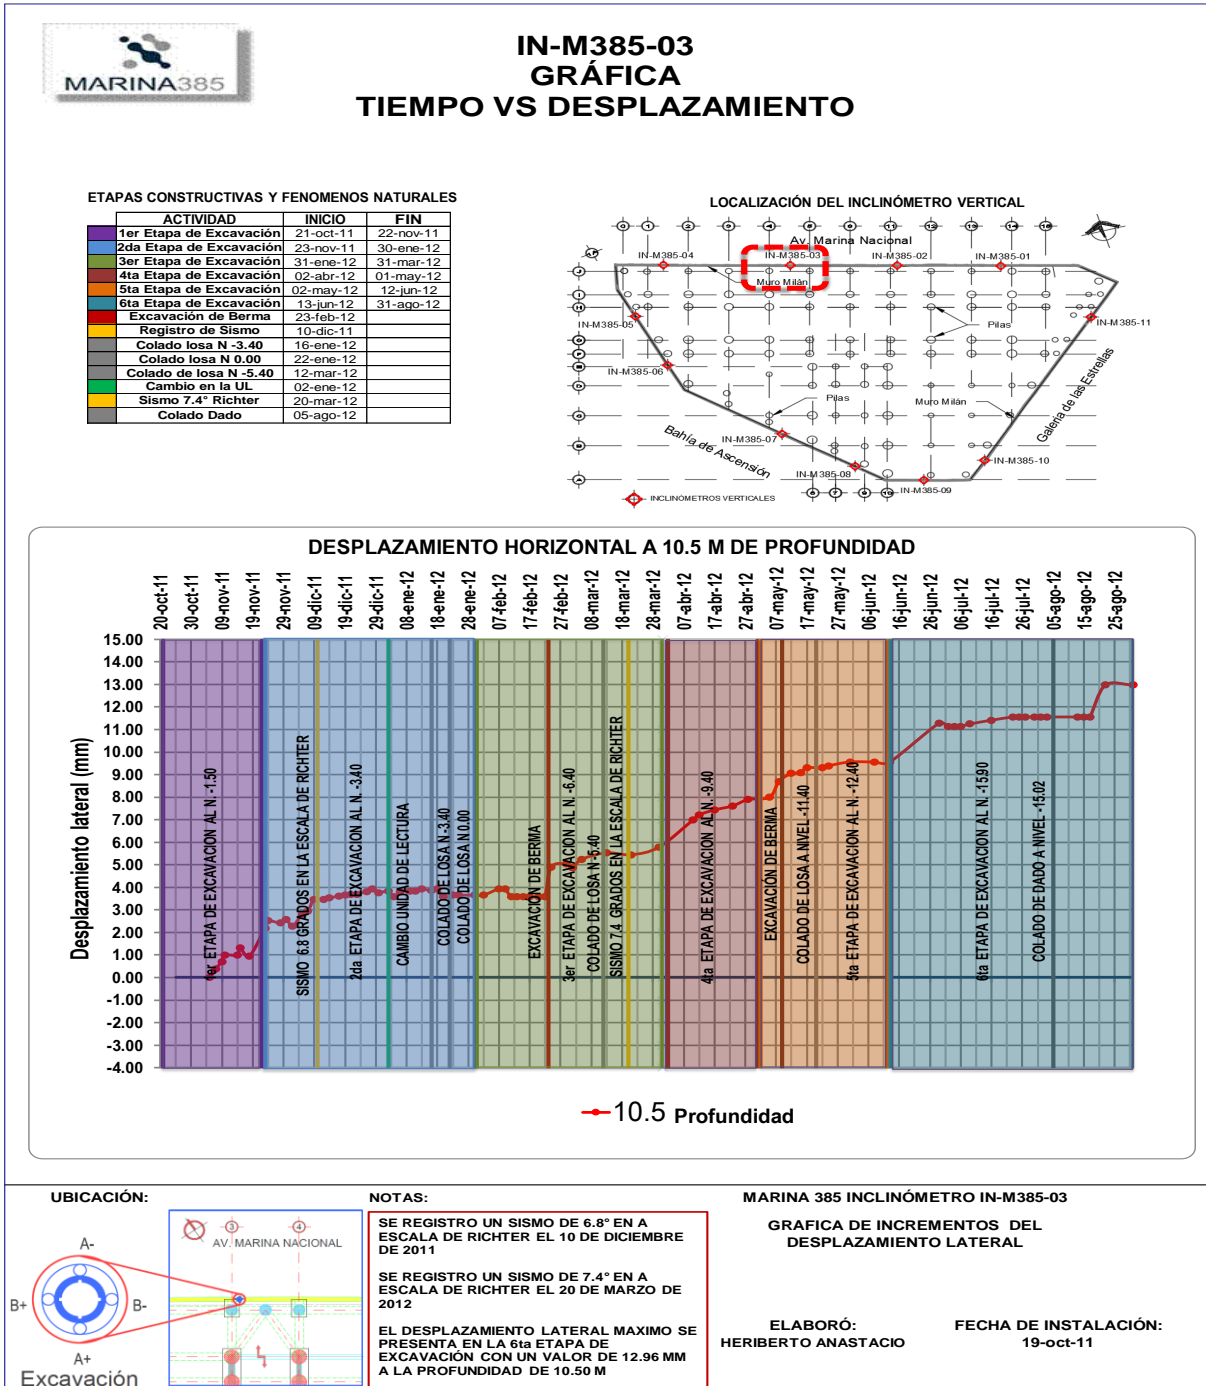 MARINA385
IN-M385-03
GRÁFICA
TIEMPO VS DESPLAZAMIENTO
ETAPAS CONSTRUCTIVAS Y FENOMENOS NATURALES
ACTIVIDAD INICIO FIN
1er Etapa de Excavación 21-oct-11 22-nov-11
2da Etapa de Excavación 23-nov-11 30-ene-12
3er Etapa de Excavación 31-ene-12 31-mar-12
4ta Etapa de Excavación 02-abr-12 01-may-12
5ta Etapa de Excavación 02-may-12 12-jun-12
6ta Etapa de Excavación 13-jun-12 31-ago-12
Excavación de Berma 23-feb-12
Registro de Sismo 10-dic-11
Colado losa N -3.40 16-ene-12
Colado losa N 0.00 22-ene-12
Colado de losa N -5.40 12-mar-12
Cambio en la UL 02-ene-12
Sismo 7.4° Richter 20-mar-12
Colado Dado 05-ago-12
LOCALIZACIÓN DEL INCLINÓMETRO VERTICAL
Av. Marina Nacional
IN-M385-04 IN-M385-03 IN-M385-02 IN-M385-01
Muro Milán
IN-M385-05 Pilas IN-M385-11
IN-M385-06
Pilas Muro Milán
Galería de las Estrellas
IN-M385-07
Bahía de Ascensión
IN-M385-08 IN-M385-10
IN-M385-09
INCLINÓMETROS VERTICALES
DESPLAZAMIENTO HORIZONTAL A 10.5 M DE PROFUNDIDAD
20-oct-11 30-oct-11 09-nov-11 19-nov-11 29-nov-11 09-dic-11 19-dic-11 29-dic-11 08-ene-12 18-ene-12 28-ene-12 07-feb-12 17-feb-12 27-feb-12 08-mar-12 18-mar-12 28-mar-12 07-abr-12 17-abr-12 27-abr-12 07-may-12 17-may-12 27-may-12 06-jun-12 16-jun-12 26-jun-12 06-jul-12 16-jul-12 26-jul-12 05-ago-12 15-ago-12 25-ago-12
Desplazamiento lateral (mm)
15.00
14.00
13.00
12.00
11.00
10.00
9.00
8.00
7.00
6.00
5.00
4.00
3.00
2.00
1.00
0.00
-1.00
-2.00
-3.00
-4.00
1er ETAPA DE EXCAVACION AL N. -1.50
SISMO 6.8 GRADOS EN LA ESCALA DE RICHTER
2da ETAPA DE EXCAVACION AL N. -3.40
CAMBIO UNIDAD DE LECTURA
COLADO DE LOSA N -3.40
COLADO DE LOSA N 0.00
EXCAVACION DE BERMA
3er ETAPA DE EXCAVACION AL N. -6.40
COLADO DE LOSA N -5.40
SISMO 7.4 GRADOS EN LA ESCALA DE RICHTER
4ta ETAPA DE EXCAVACION AL N. -9.40
EXCAVACION DE BERMA
COLADO DE LOSA A NIVEL -11.40
5ta ETAPA DE EXCAVACION AL N. -12.40
6ta ETAPA DE EXCAVACION AL N. -15.90
COLADO DE DADO A NIVEL -15.02
10.5 Profundidad
UBICACIÓN:
A-
B+ B-
A+
Excavación
3 4
AV. MARINA NACIONAL
NOTAS:
SE REGISTRO UN SISMO DE 6.8° EN A
ESCALA DE RICHTER EL 10 DE DICIEMBRE
DE 2011
SE REGISTRO UN SISMO DE 7.4° EN A
ESCALA DE RICHTER EL 20 DE MARZO DE
2012
EL DESPLAZAMIENTO LATERAL MAXIMO SE
PRESENTA EN LA 6ta ETAPA DE
EXCAVACIÓN CON UN VALOR DE 12.96 MM
A LA PROFUNDIDAD DE 10.50 M
MARINA 385 INCLINÓMETRO IN-M385-03
GRAFICA DE INCREMENTOS DEL
DESPLAZAMIENTO LATERAL
ELABORÓ:
HERIBERTO ANASTACIO
FECHA DE INSTALACIÓN:
19-oct-11